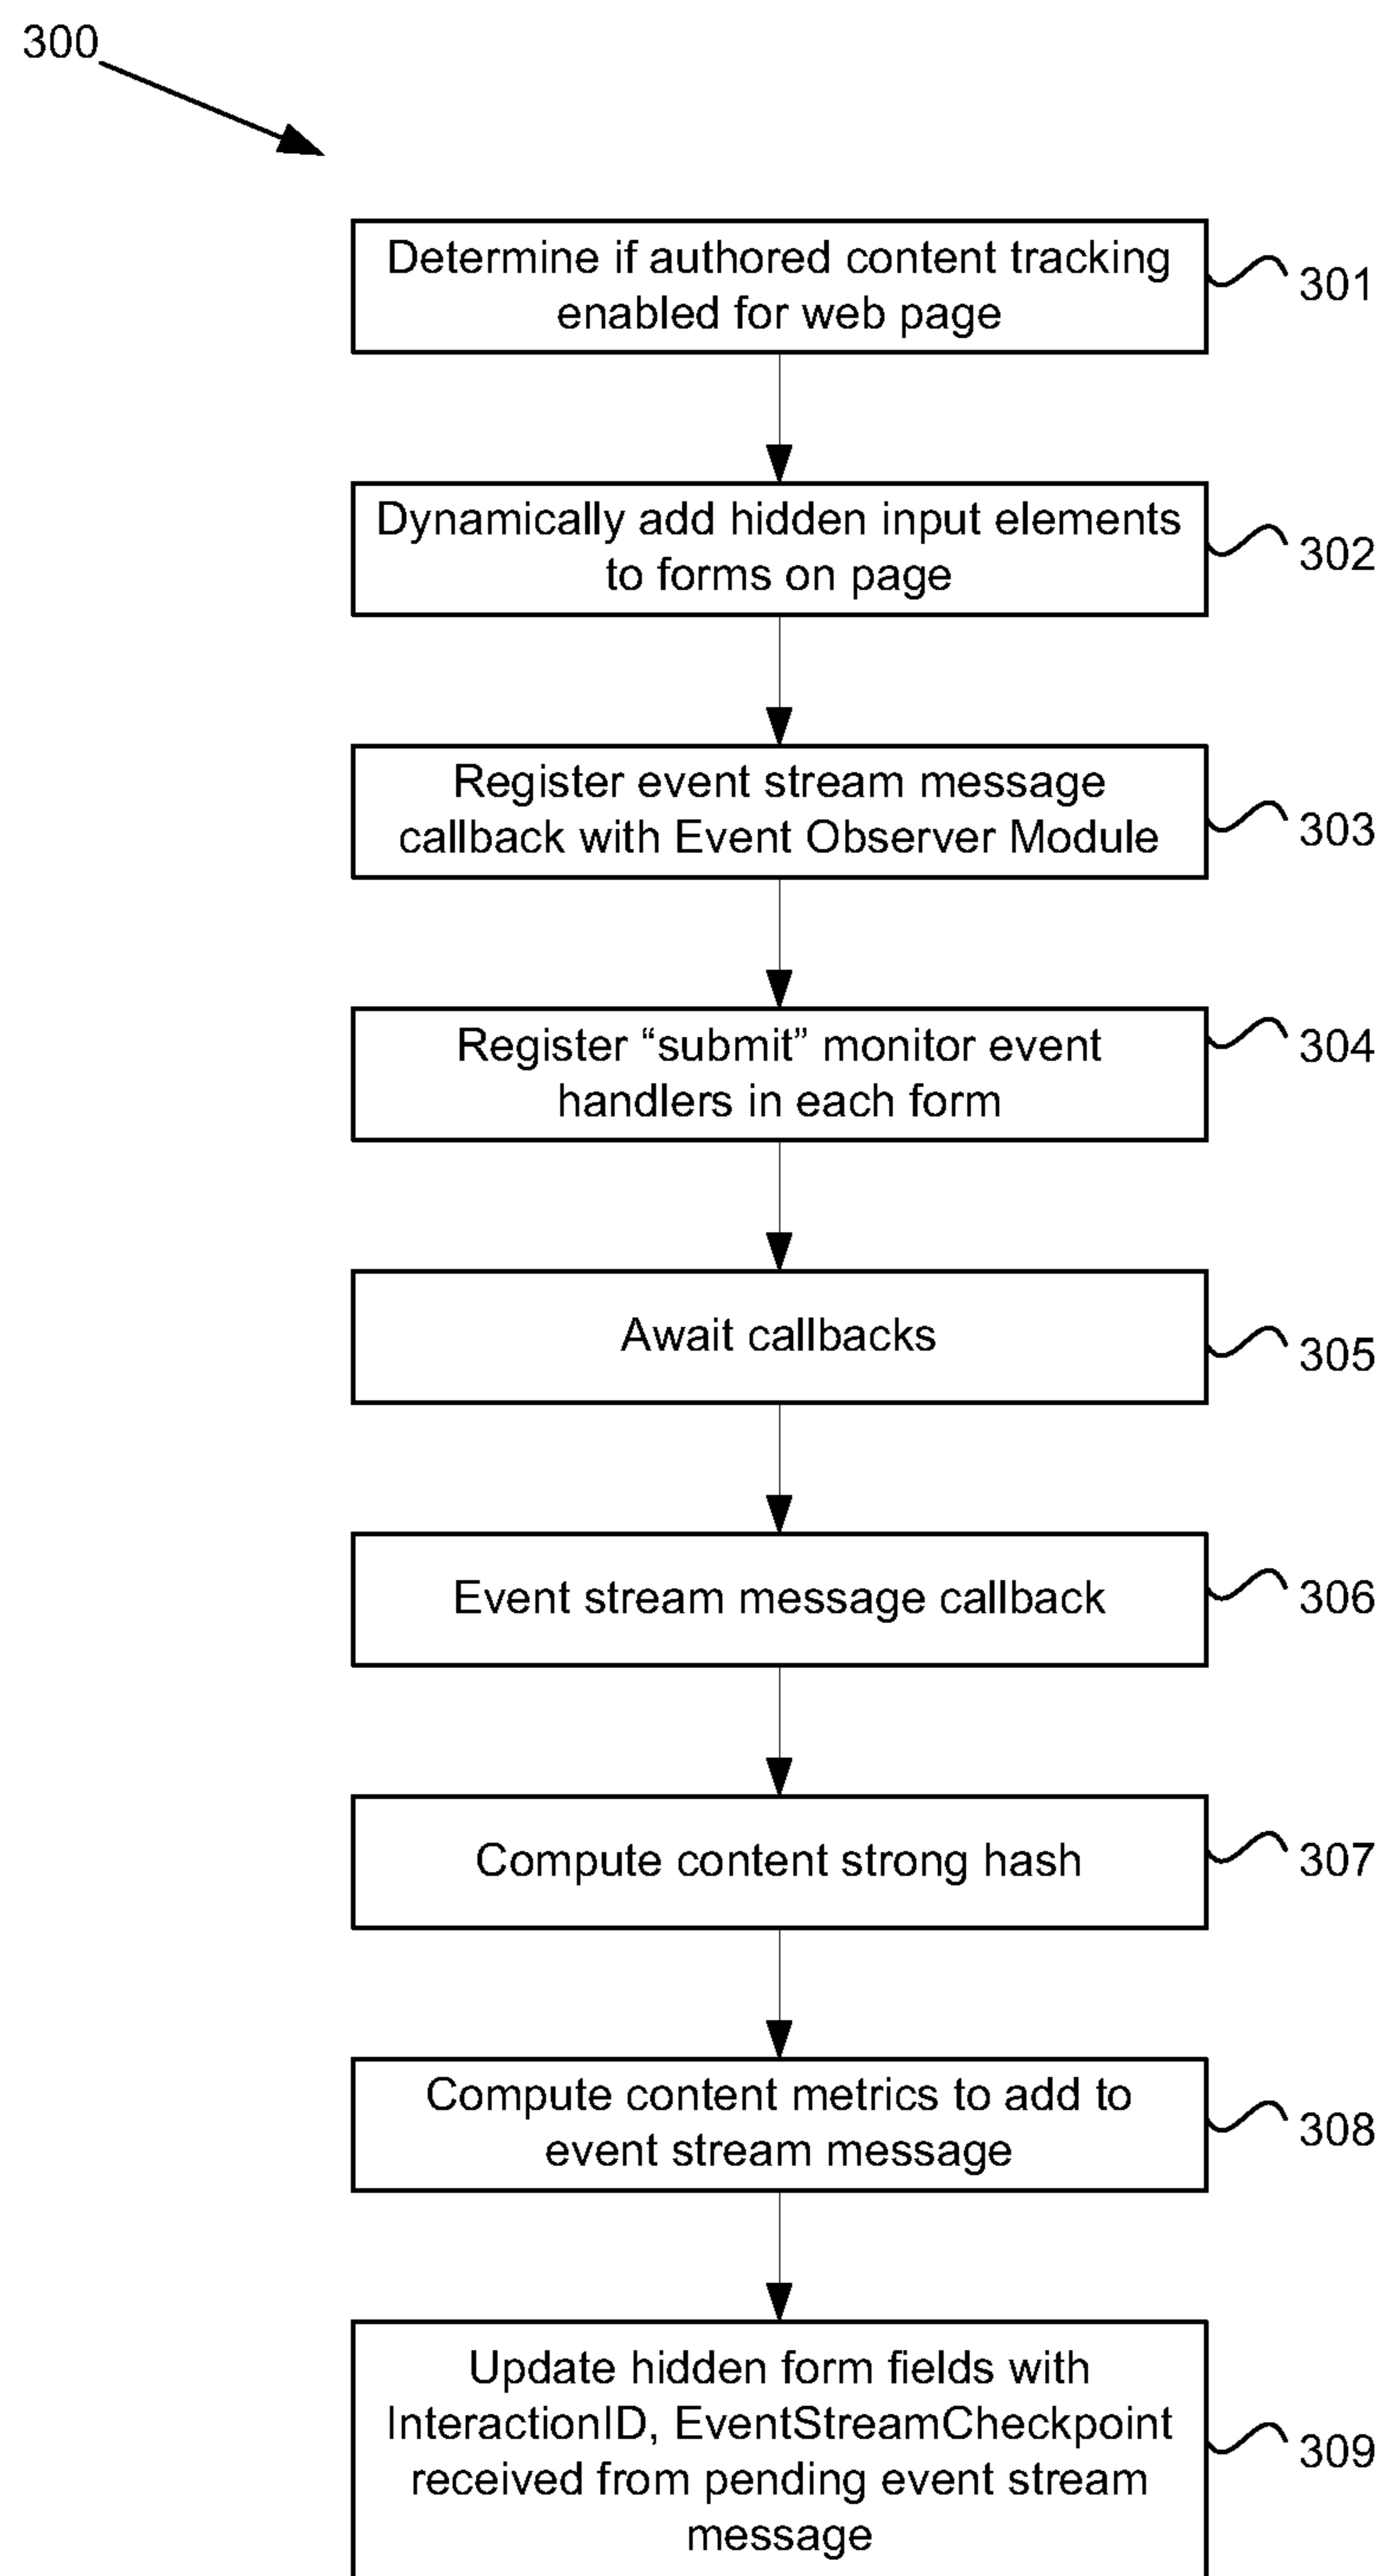 300
Determine if authored content tracking
enabled for web page
301
Dynamically add hidden input elements
to forms on page
302
Register event stream message
callback with Event Observer Module
303
Register “submit” monitor event
handlers in each form
304
Await callbacks
305
Event stream message callback
306
Compute content strong hash
307
Compute content metrics to add to
event stream message
308
Update hidden form fields with
InteractionID, EventStreamCheckpoint
received from pending event stream
message
309